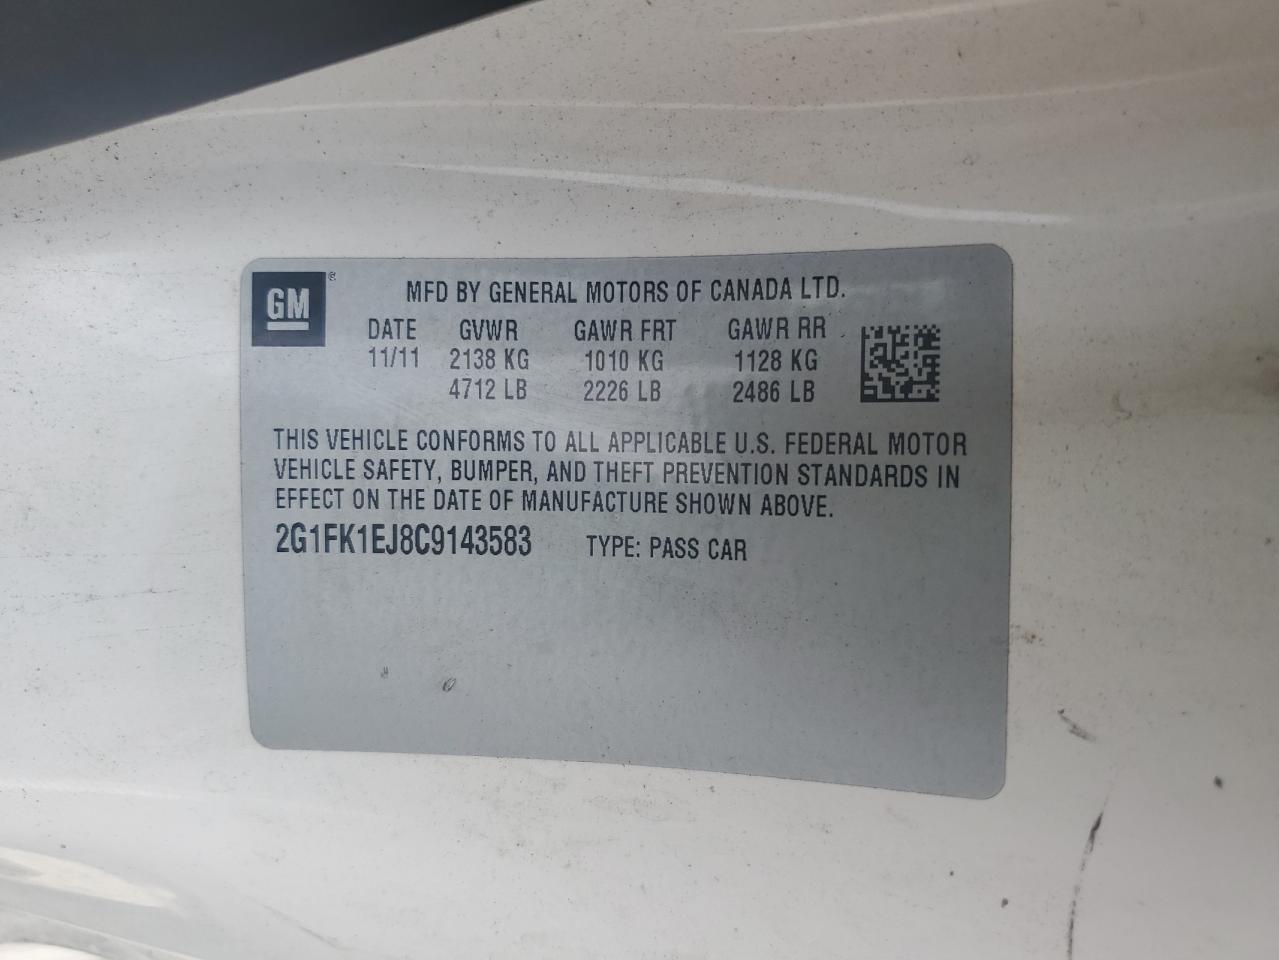 GM®
MFD BY GENERAL MOTORS OF CANADA LTD.
DATE GVWR GAWR FRT GAWR RR
11/11 2138 KG 1010 KG 1128 KG
4712 LB 2226 LB 2486 LB
THIS VEHICLE CONFORMS TO ALL APPLICABLE U.S. FEDERAL MOTOR
VEHICLE SAFETY, BUMPER, AND THEFT PREVENTION STANDARDS IN
EFFECT ON THE DATE OF MANUFACTURE SHOWN ABOVE.
2G1FK1EJ8C9143583 TYPE: PASS CAR